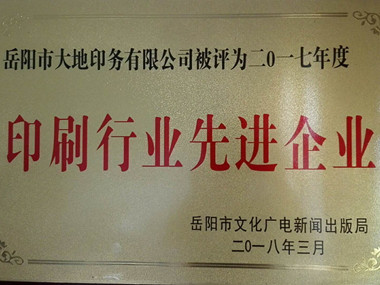 岳阳市大地印务有限公司被评为二0一七年度
印刷行业先进企业
岳阳市文化广电新闻出版局
二0一八年三月